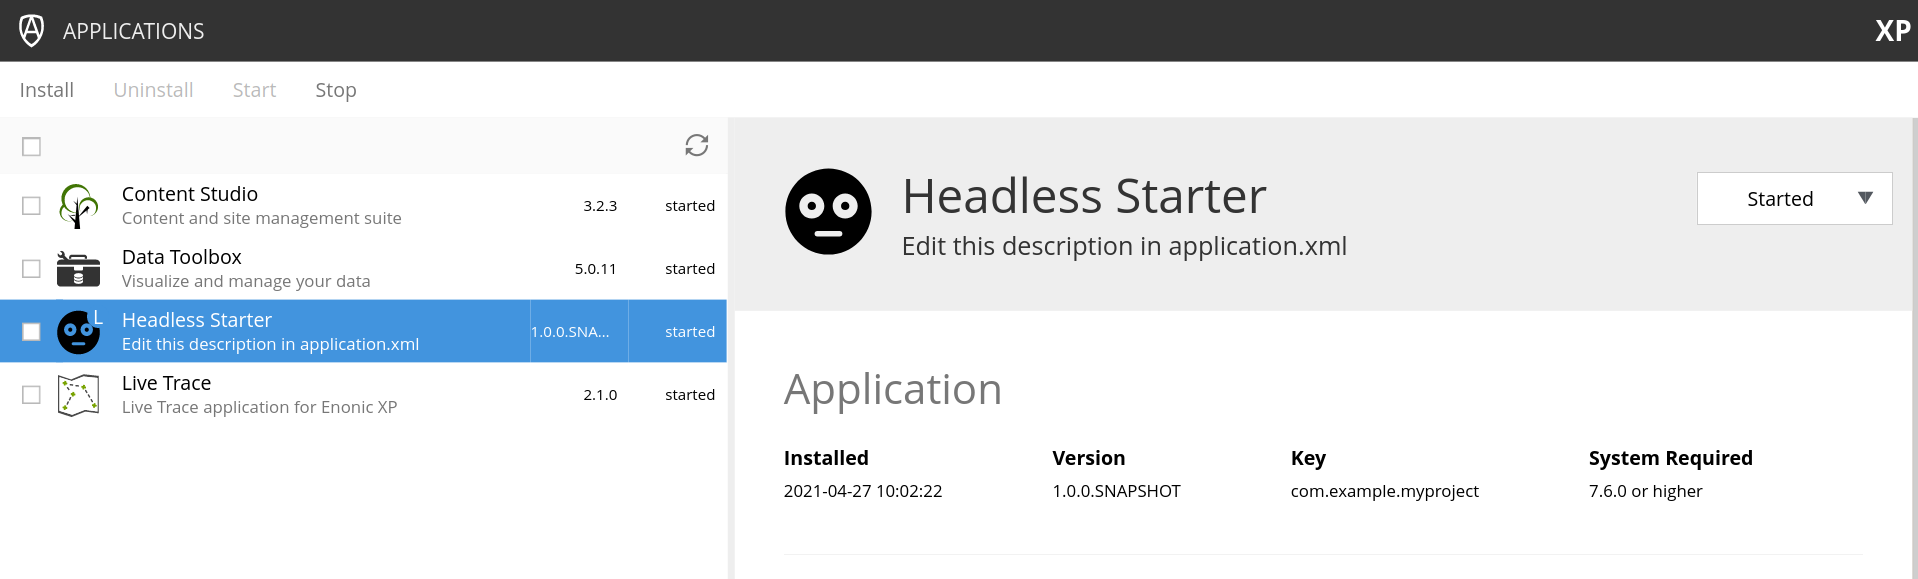 APPLICATIONS
XP
Install Uninstall Start Stop
Content Studio
Content and site management suite
3.2.3 started
Data Toolbox
Visualize and manage your data
5.0.11 started
L
Headless Starter
Edit this description in application.xml
1.0.0.SNA... started
Live Trace
Live Trace application for Enonic XP
2.1.0 started
Headless Starter
Edit this description in application.xml
Started
Application
Installed Version Key System Required
2021-04-27 10:02:22 1.0.0.SNAPSHOT com.example.myproject 7.6.0 or higher